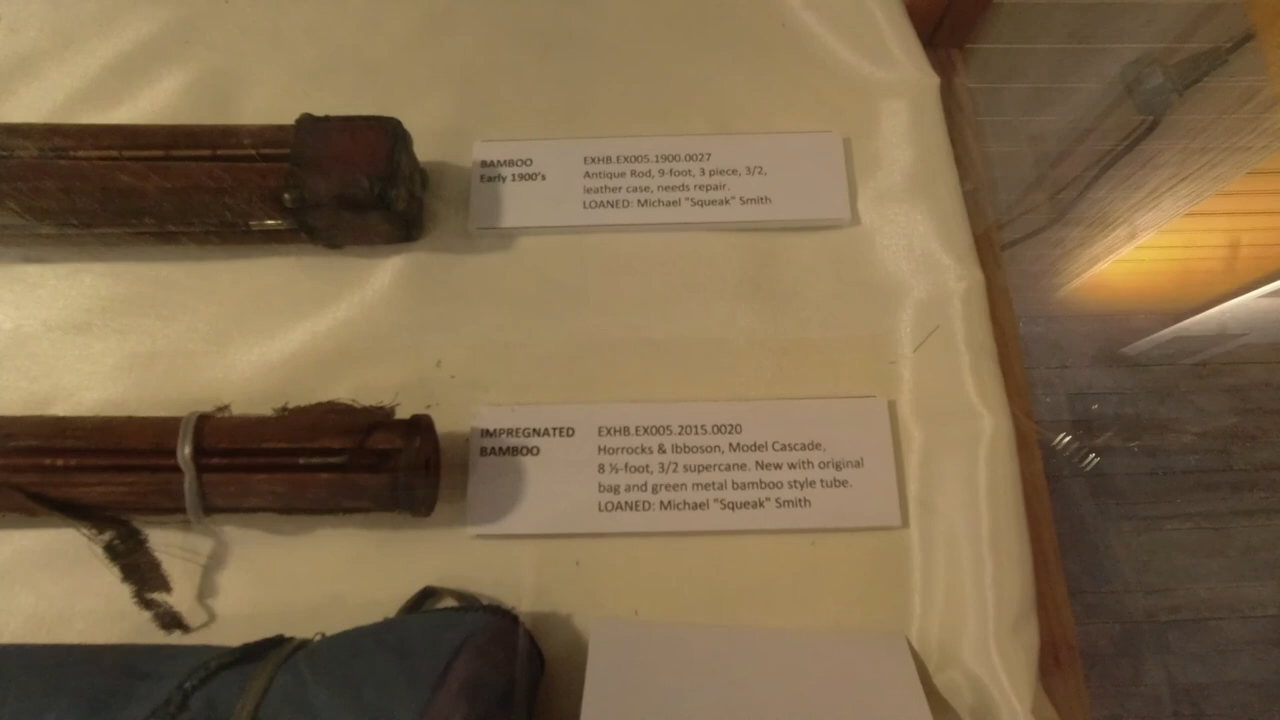 BAMBOO
Early 1900's
EXHB.EX005.1900.0027
Antique Rod, 9-foot, 3 piece, 3/2,
leather case, needs repair.
LOANED: Michael "Squeak" Smith
IMPREGNATED
BAMBOO
EXHB.EX005.2015.0020
Horrocks & Ibboson, Model Cascade,
8 ½-foot, 3/2 supercane. New with original
bag and green metal bamboo style tube.
LOANED: Michael "Squeak" Smith